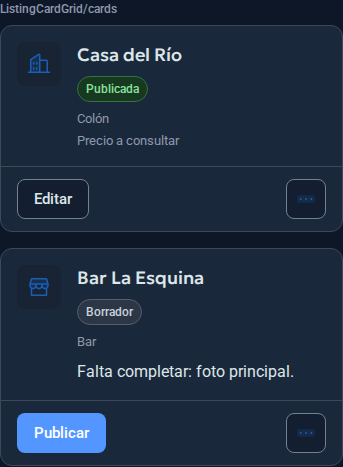 ListingCardGrid/cards
Casa del Río
Publicada
Colón
Precio a consultar
Editar
Bar La Esquina
Borrador
Bar
Falta completar: foto principal.
Publicar